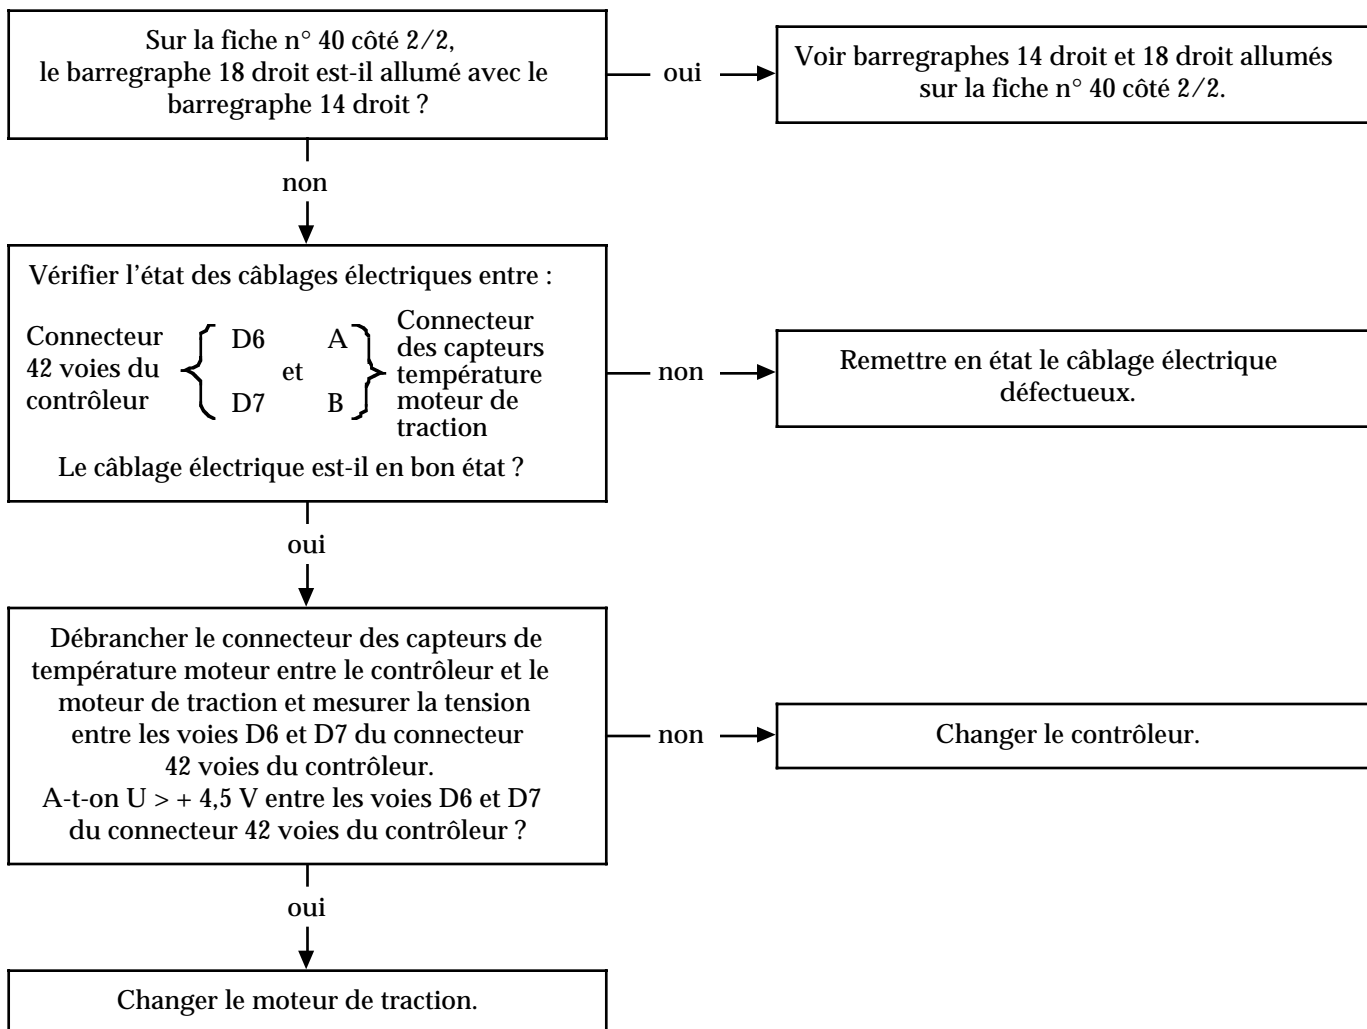 Sur la fiche n° 40 côté 2/2,
le barregraphe 18 droit est-il allumé avec le
barregraphe 14 droit ?
oui
Voir barregraphes 14 droit et 18 droit allumés
sur la fiche n° 40 côté 2/2.
non
Vérifier l'état des câblages électriques entre :
Connecteur
42 voies du
contrôleur
D6
D7
et
A
B
Connecteur
des capteurs
température
moteur de
traction
Le câblage électrique est-il en bon état ?
non
Remettre en état le câblage électrique
défectueux.
oui
Débrancher le connecteur des capteurs de
température moteur entre le contrôleur et le
moteur de traction et mesurer la tension
entre les voies D6 et D7 du connecteur
42 voies du contrôleur.
A-t-on U > + 4,5 V entre les voies D6 et D7
du connecteur 42 voies du contrôleur ?
non
Changer le contrôleur.
oui
Changer le moteur de traction.